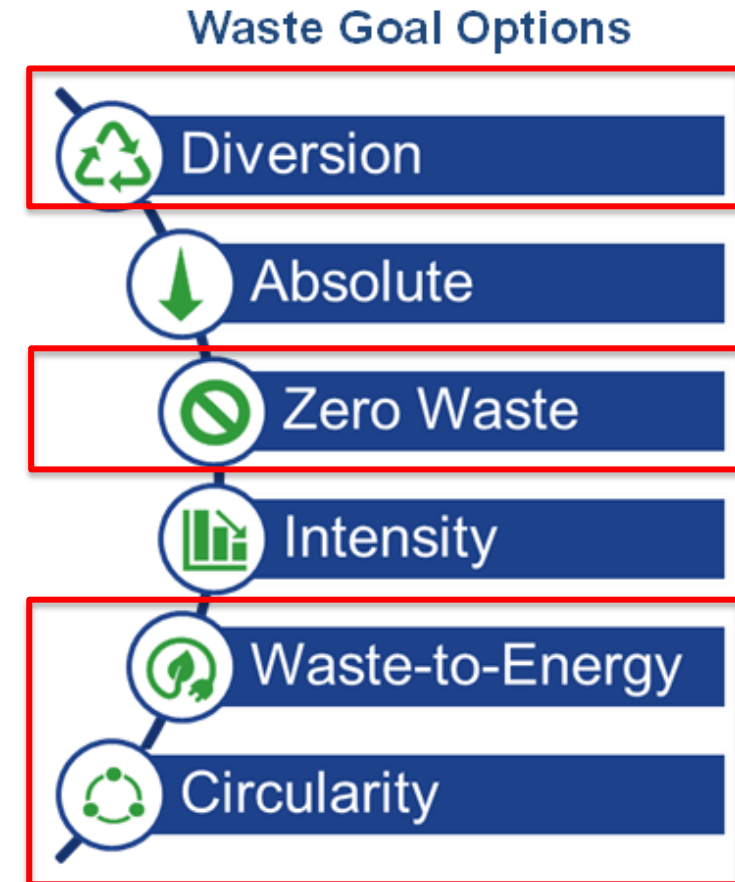 Waste Goal Options
Diversion
Absolute
Zero Waste
Intensity
Waste-to-Energy
Circularity